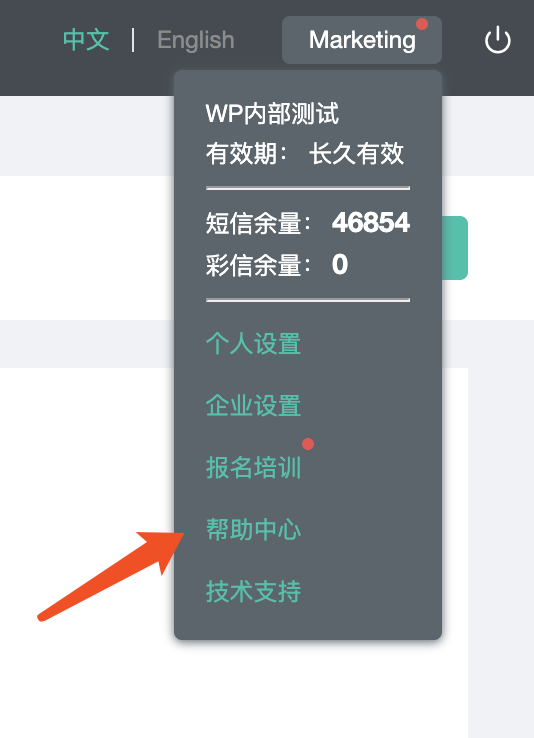 中文 | English Marketing
WP内部测试
有效期： 长久有效
短信余量： 46854
彩信余量： 0
个人设置
企业设置
报名培训
帮助中心
技术支持